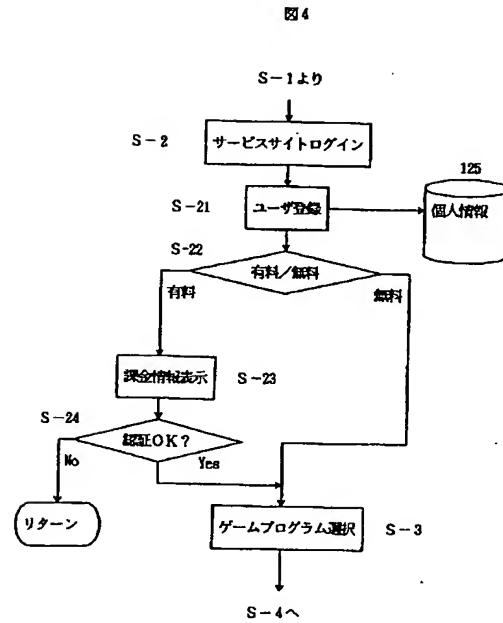 図4
S－1より
S－2
サービスサイトログイン
125
S－21
ユーザ登録
個人情報
S-22
有料／無料
有料
無料
課金情報表示
S－23
S－24
認証OK？
No
Yes
リターン
ゲームプログラム選択
S－3
S－4へ